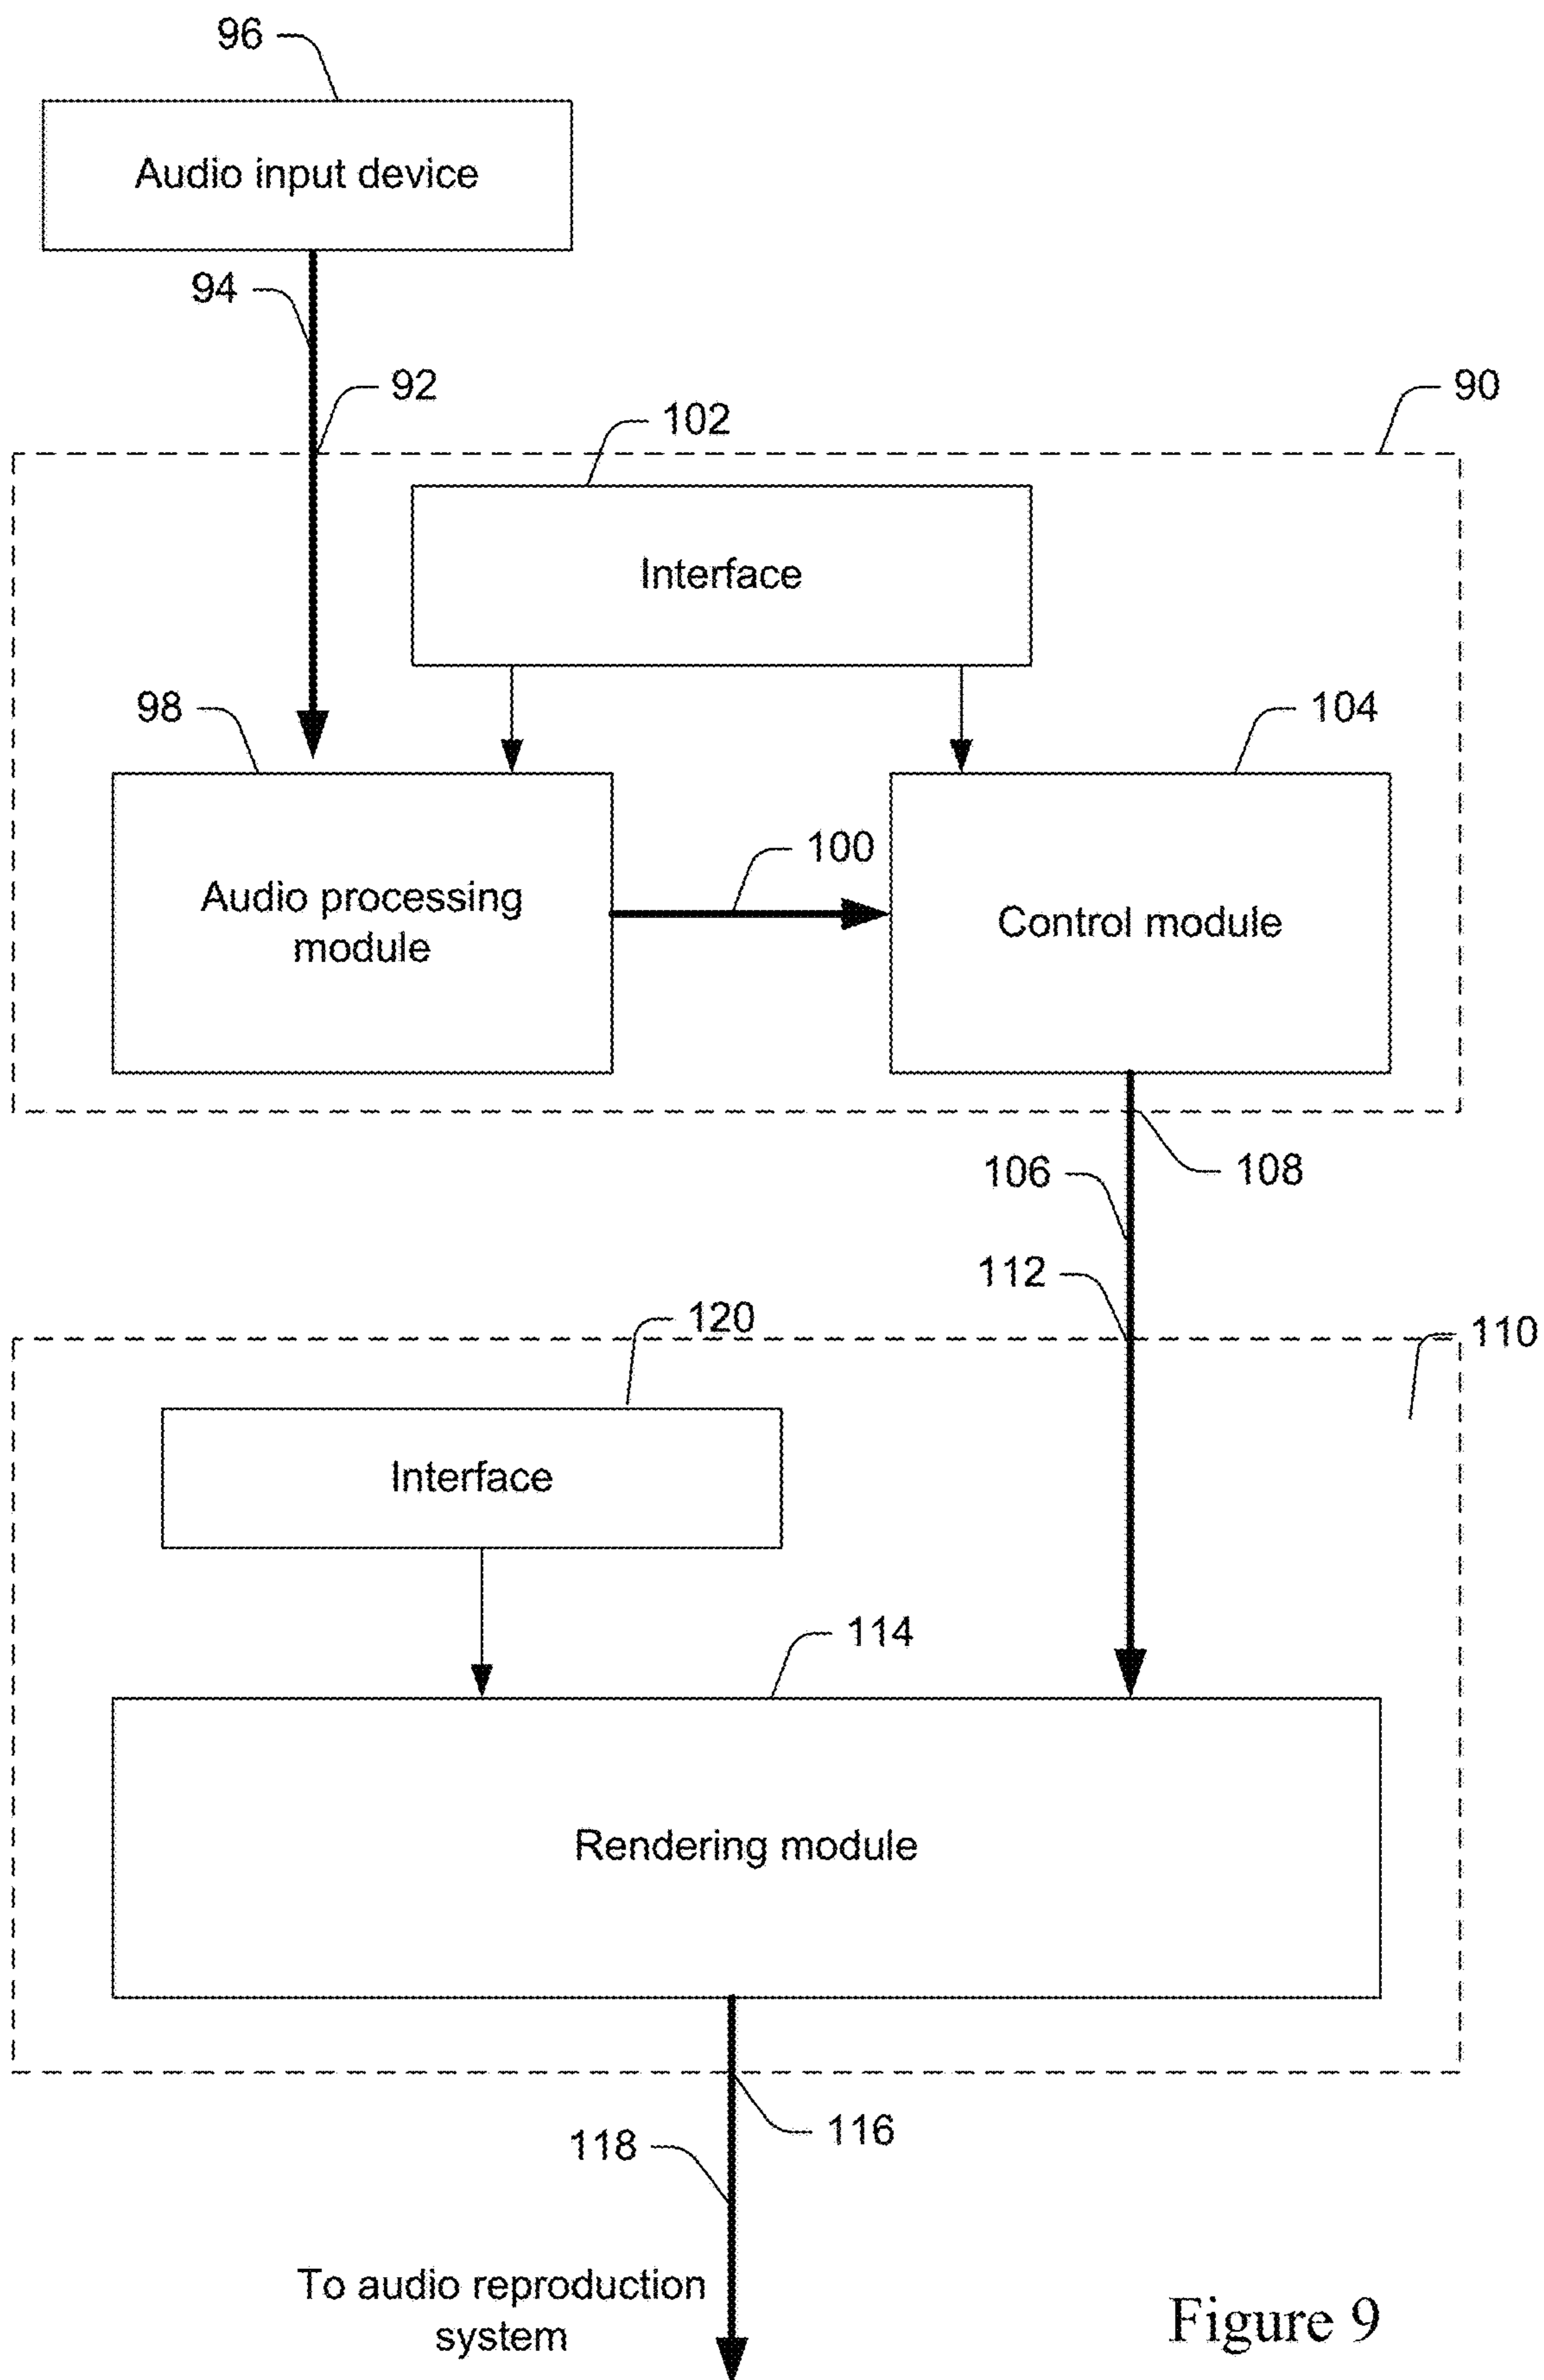 96
Audio input device
94
92
90
102
Interface
98
104
100
Audio processing
module
Control module
106
108
112
120
110
Interface
114
Rendering module
116
118
To audio reproduction
system
Figure 9